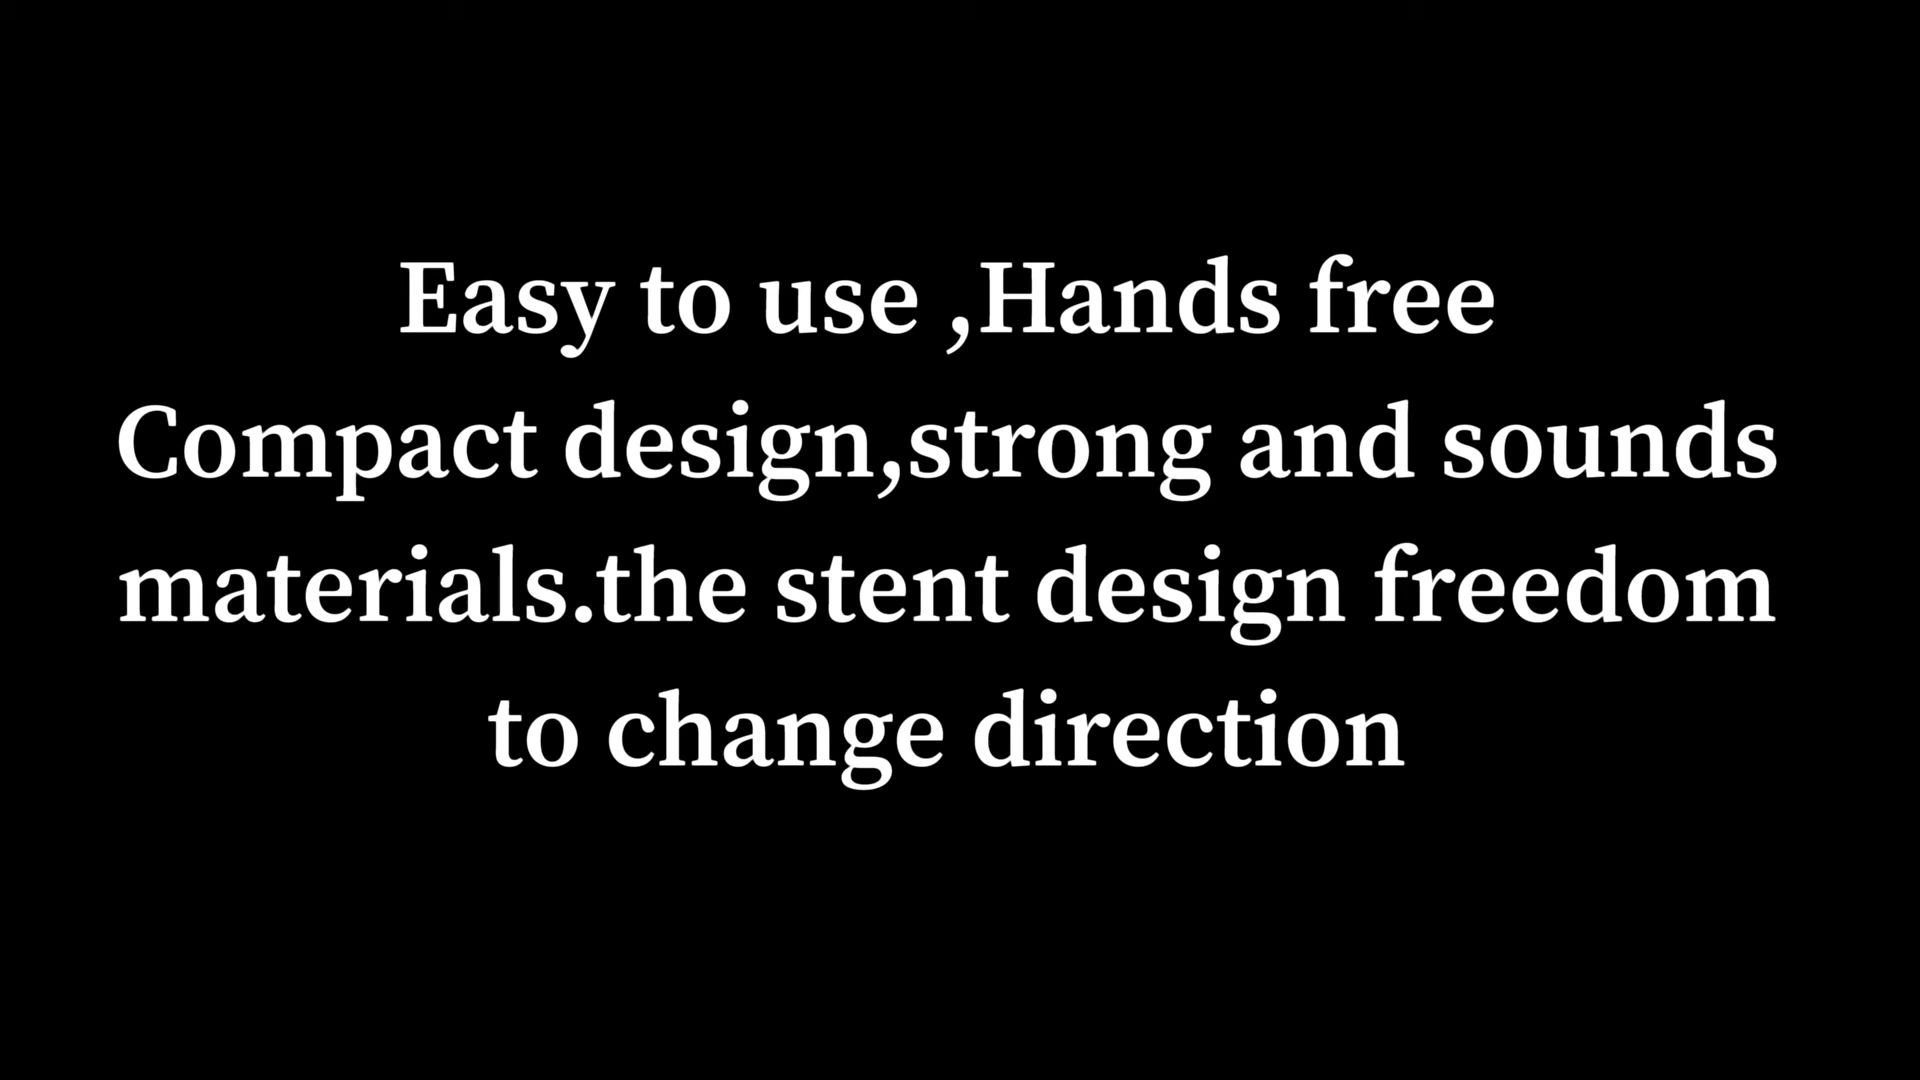 Easy to use ,Hands free
Compact design,strong and sounds
materials.the stent design freedom
to change direction